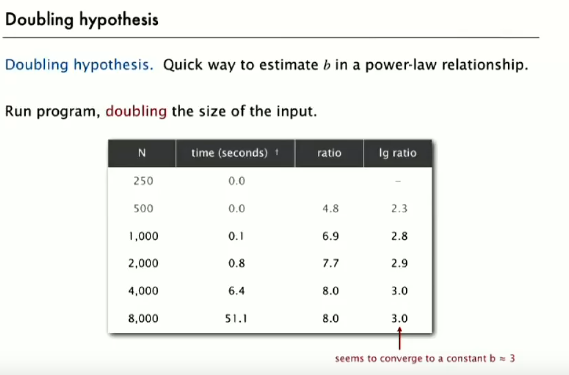 Doubling hypothesis
Doubling hypothesis. Quick way to estimate b in a power-law relationship.
Run program, doubling the size of the input.
N time (seconds) † ratio lg ratio
250 0.0 –
500 0.0 4.8 2.3
1,000 0.1 6.9 2.8
2,000 0.8 7.7 2.9
4,000 6.4 8.0 3.0
8,000 51.1 8.0 3.0
seems to converge to a constant b ≈ 3